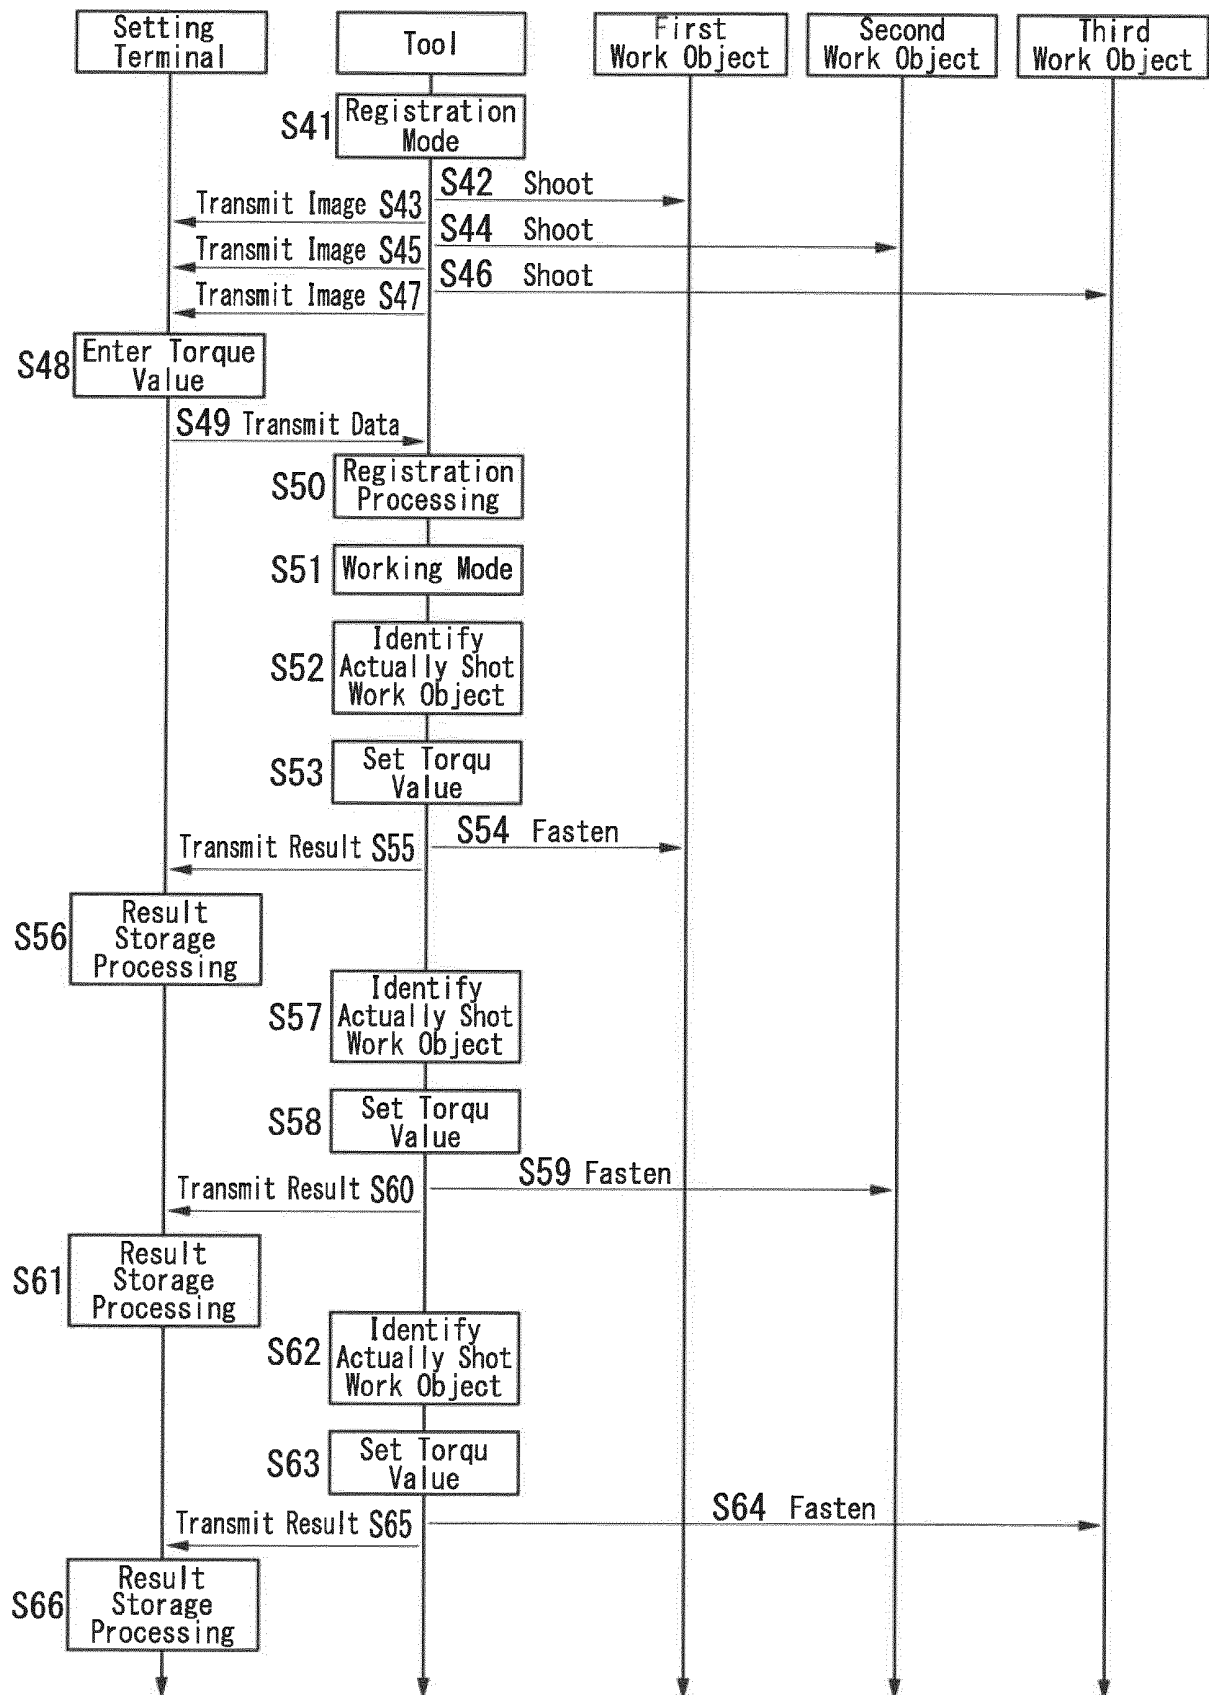 Setting
Terminal
Tool
First
Work Object
Second
Work Object
Third
Work Object
S41
Registration
Mode
S42 Shoot
Transmit Image S43
S44 Shoot
Transmit Image S45
S46 Shoot
Transmit Image S47
S48
Enter Torque
Value
S49 Transmit Data
S50
Registration
Processing
S51
Working Mode
S52
Identify
Actually Shot
Work Object
S53
Set Torqu
Value
S54 Fasten
Transmit Result S55
S56
Result
Storage
Processing
S57
Identify
Actually Shot
Work Object
S58
Set Torqu
Value
S59 Fasten
Transmit Result S60
S61
Result
Storage
Processing
S62
Identify
Actually Shot
Work Object
S63
Set Torqu
Value
S64 Fasten
Transmit Result S65
S66
Result
Storage
Processing